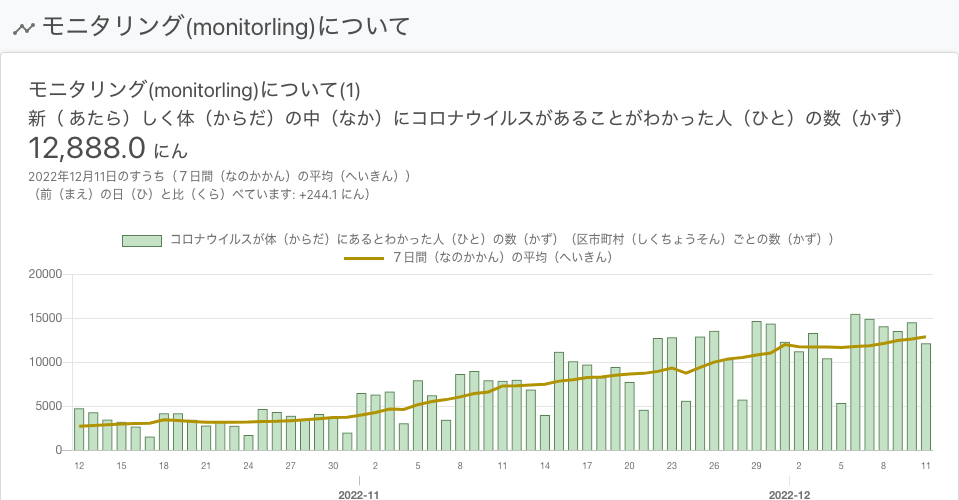 モニタリング(monitorling)について
モニタリング(monitorling)について(1)
新（ あたら）しく体（からだ）の中（なか）にコロナウイルスがあることがわかった人（ひと）の数（かず）
12,888.0 にん
2022年12月11日のすうち（７日間（なのかかん）の平均（へいきん））
（前（まえ）の日（ひ）と比（くら）べています: +244.1 にん）
コロナウイルスが体（からだ）にあるとわかった人（ひと）の数（かず）（区市町村（しくちょうそん）ごとの数（かず））
７日間（なのかかん）の平均（へいきん）
20000
15000
10000
5000
0
12 15 18 21 24 27 30 2 5 8 11 14 17 20 23 26 29 2 5 8 11
2022-11 2022-12